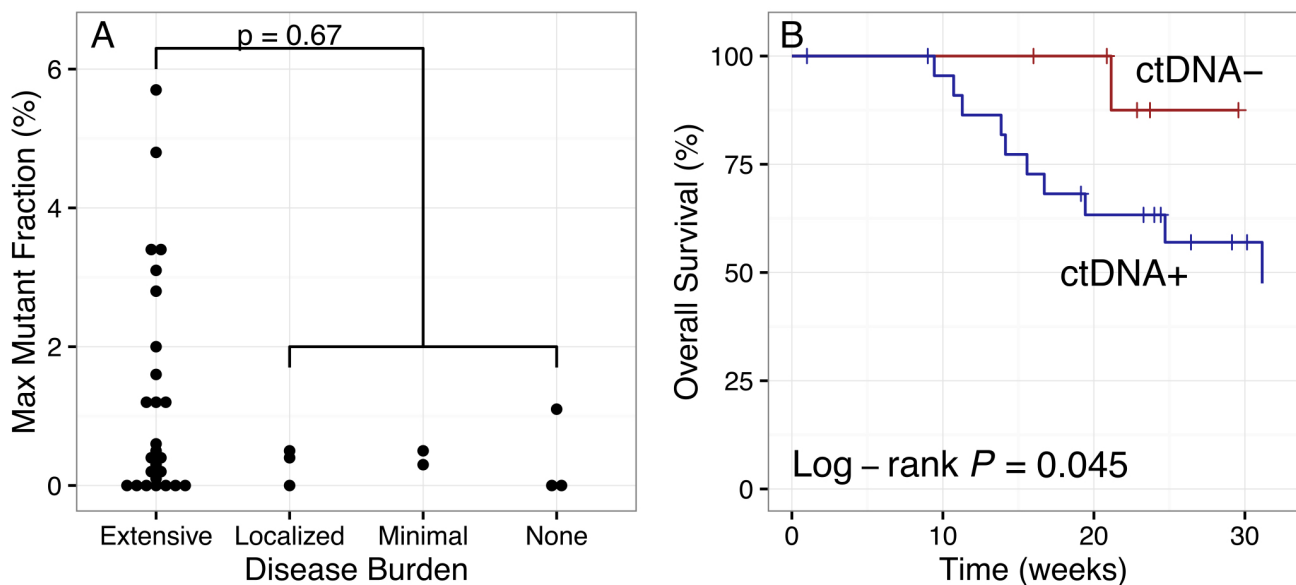 A
p = 0.67
Max Mutant Fraction (%)
6
4
2
0
Extensive
Localized
Minimal
None
Disease Burden
B
ctDNA−
ctDNA+
Log − rank P = 0.045
Overall Survival (%)
100
75
50
25
0
0
10
20
30
Time (weeks)